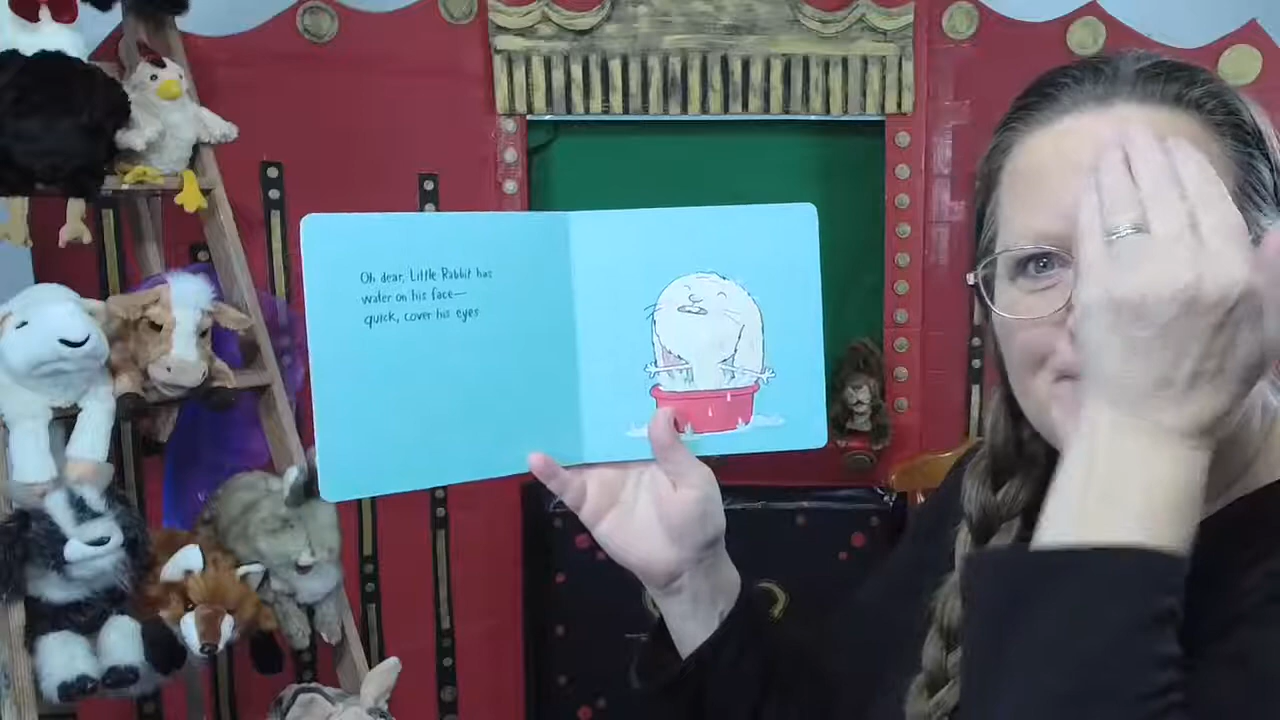 Oh dear, Little Rabbit has
water on his face—
quick, cover his eyes